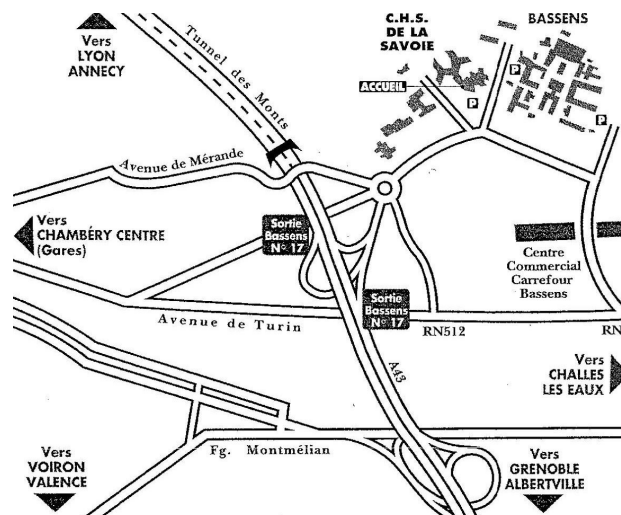 Vers
LYON
ANNECY
Tunnel des Monts
C.H.S.
DE LA
SAVOIE
BASSENS
P
ACCUEIL
P
P
Avenue de Mérande
Vers
CHAMBÉRY CENTRE
(Gares)
Sortie
Bassens
N° 17
Centre
Commercial
Carrefour
Bassens
Sortie
Bassens
N° 17
Avenue de Turin
RN512
RN
A43
Vers
CHALLES
LES EAUX
Vers
VOIRON
VALENCE
Fg. Montmélian
Vers
GRENOBLE
ALBERTVILLE